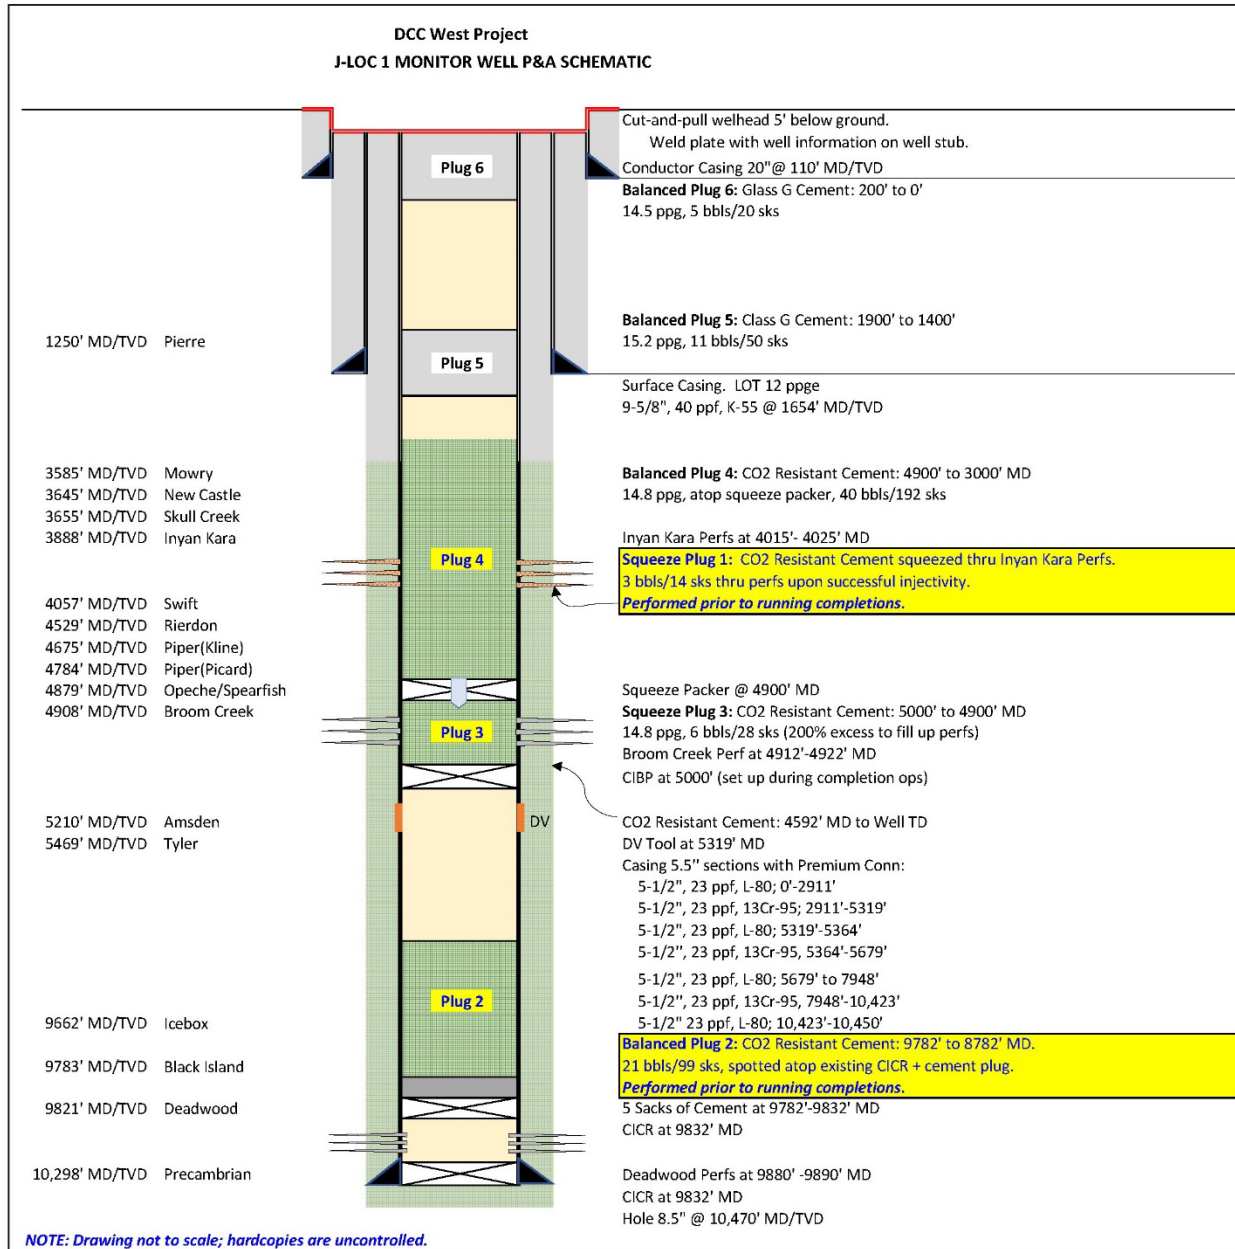 DCC West Project
J-LOC 1 MONITOR WELL P&A SCHEMATIC
Cut-and-pull welhead 5' below ground.
Weld plate with well information on well stub.
Conductor Casing 20"@ 110' MD/TVD
Plug 6
Balanced Plug 6: Glass G Cement: 200' to 0'
14.5 ppg, 5 bbls/20 sks
Balanced Plug 5: Class G Cement: 1900' to 1400'
15.2 ppg, 11 bbls/50 sks
1250' MD/TVD Pierre
Plug 5
Surface Casing. LOT 12 ppge
9-5/8", 40 ppf, K-55 @ 1654' MD/TVD
3585' MD/TVD Mowry
3645' MD/TVD New Castle
3655' MD/TVD Skull Creek
3888' MD/TVD Inyan Kara
Balanced Plug 4: CO2 Resistant Cement: 4900' to 3000' MD
14.8 ppg, atop squeeze packer, 40 bbls/192 sks
Inyan Kara Perfs at 4015'- 4025' MD
Plug 4
Squeeze Plug 1: CO2 Resistant Cement squeezed thru Inyan Kara Perfs.
3 bbls/14 sks thru perfs upon successful injectivity.
Performed prior to running completions.
4057' MD/TVD Swift
4529' MD/TVD Rierdon
4675' MD/TVD Piper(Kline)
4784' MD/TVD Piper(Picard)
4879' MD/TVD Opeche/Spearfish
4908' MD/TVD Broom Creek
Squeeze Packer @ 4900' MD
Squeeze Plug 3: CO2 Resistant Cement: 5000' to 4900' MD
14.8 ppg, 6 bbls/28 sks (200% excess to fill up perfs)
Broom Creek Perf at 4912'-4922' MD
CIBP at 5000' (set up during completion ops)
Plug 3
5210' MD/TVD Amsden
5469' MD/TVD Tyler
DV
CO2 Resistant Cement: 4592' MD to Well TD
DV Tool at 5319' MD
Casing 5.5" sections with Premium Conn:
5-1/2", 23 ppf, L-80; 0'-2911'
5-1/2", 23 ppf, 13Cr-95; 2911'-5319'
5-1/2", 23 ppf, L-80; 5319'-5364'
5-1/2", 23 ppf, 13Cr-95, 5364'-5679'
5-1/2", 23 ppf, L-80; 5679' to 7948'
5-1/2", 23 ppf, 13Cr-95, 7948'-10,423'
5-1/2" 23 ppf, L-80; 10,423'-10,450'
Plug 2
9662' MD/TVD Icebox
9783' MD/TVD Black Island
9821' MD/TVD Deadwood
Balanced Plug 2: CO2 Resistant Cement: 9782' to 8782' MD.
21 bbls/99 sks, spotted atop existing CICR + cement plug.
Performed prior to running completions.
5 Sacks of Cement at 9782'-9832' MD
CICR at 9832' MD
10,298' MD/TVD Precambrian
Deadwood Perfs at 9880' -9890' MD
CICR at 9832' MD
Hole 8.5" @ 10,470' MD/TVD
NOTE: Drawing not to scale; hardcopies are uncontrolled.